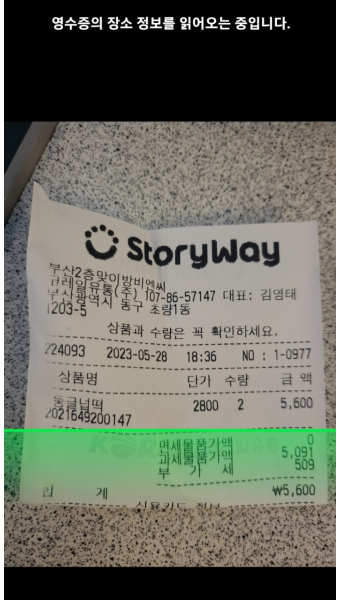 영수증의 장소 정보를 읽어오는 중입니다.
StoryWay
부산2층맞이방비엔씨
코레일유통(주) 107-86-57147 대표: 김영태
부산광역시 동구 초량1동
1203-5
상품과 수량은 꼭 확인하세요.
224093 2023-05-28 18:36 NO : 1-0977
상품명 단가 수량 금 액
동글넙떡 2800 2 5,600
2021649200147
면세물품가액 0
과세물품가액 5,091
부 가 세 509
합 계 ₩5,600
신용카드 정보